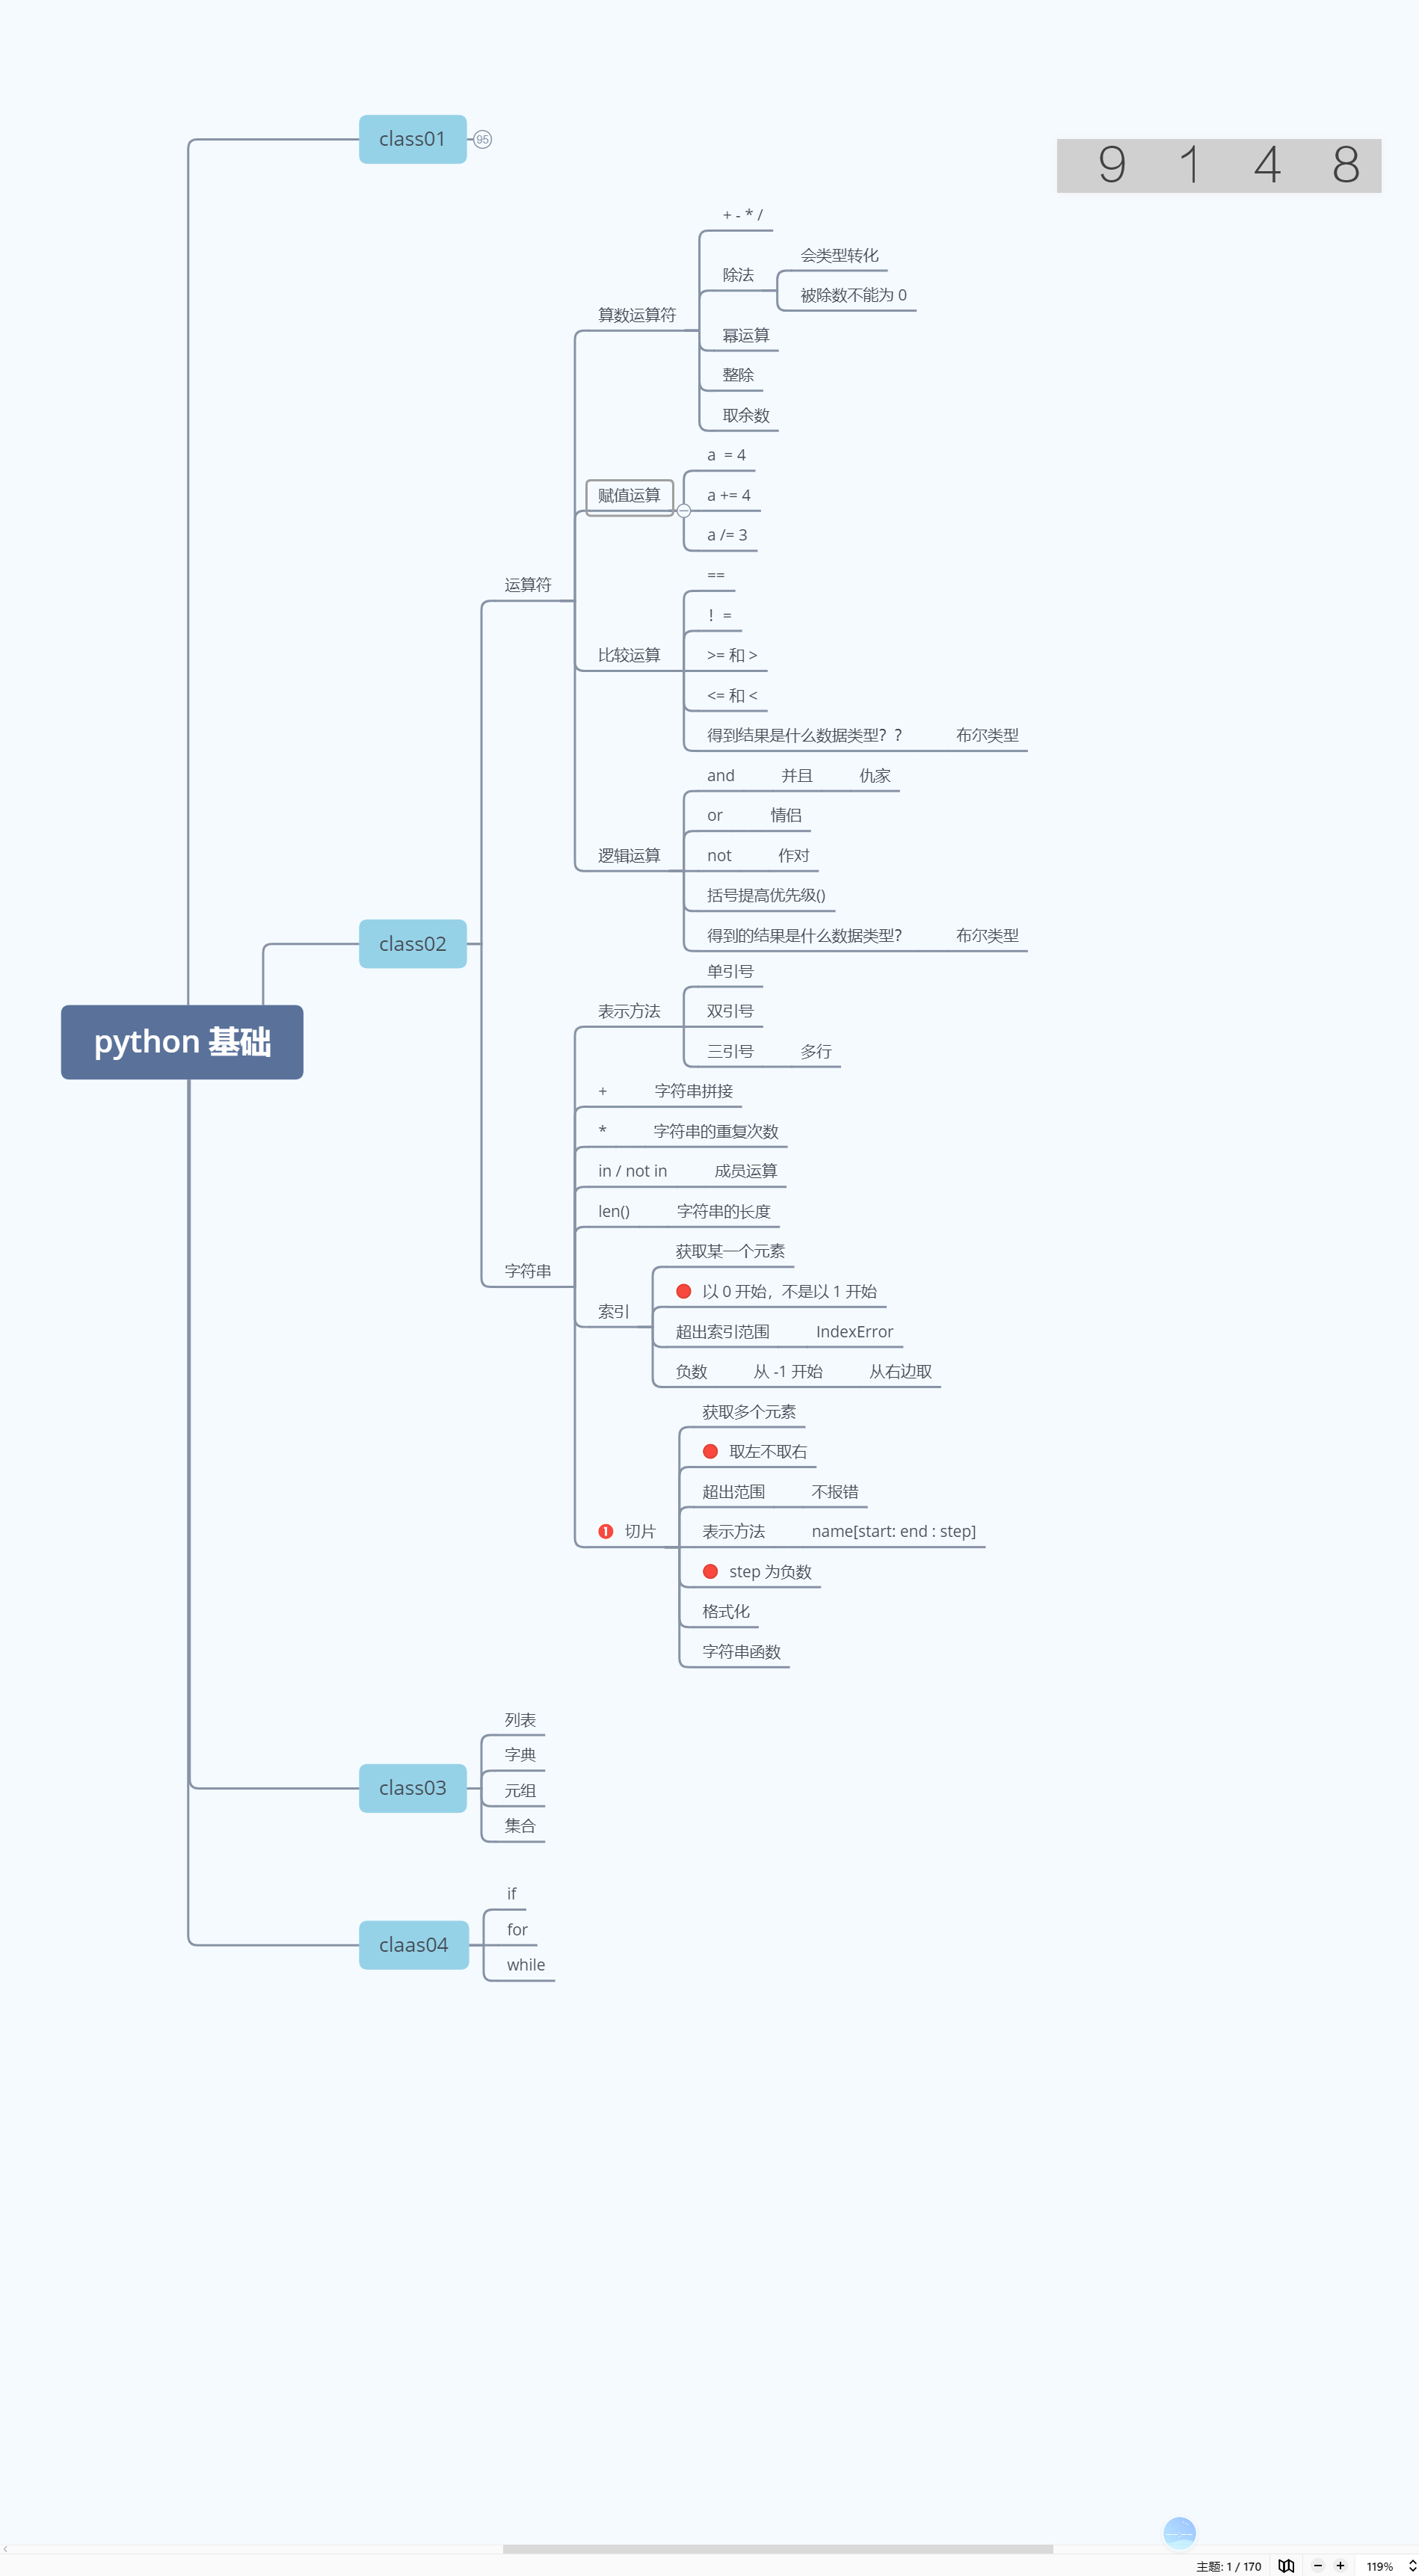 class01
95
9 1 4 8
+ - * /
会类型转化
除法
被除数不能为 0
算数运算符
幂运算
整除
取余数
a = 4
赋值运算
a += 4
a /= 3
==
运算符
！ =
比较运算
>= 和 >
<= 和 <
得到结果是什么数据类型？？ 布尔类型
and 并且 仇家
or 情侣
逻辑运算
not 作对
括号提高优先级()
得到的结果是什么数据类型？ 布尔类型
class02
单引号
表示方法
双引号
三引号 多行
python 基础
+ 字符串拼接
* 字符串的重复次数
in / not in 成员运算
len() 字符串的长度
获取某一个元素
字符串
以 0 开始，不是以 1 开始
索引
超出索引范围 IndexError
负数 从 -1 开始 从右边取
获取多个元素
取左不取右
超出范围 不报错
1 切片
表示方法 name[start: end : step]
step 为负数
格式化
字符串函数
列表
字典
class03
元组
集合
if
for
claas04
while
主题: 1 / 170 119%